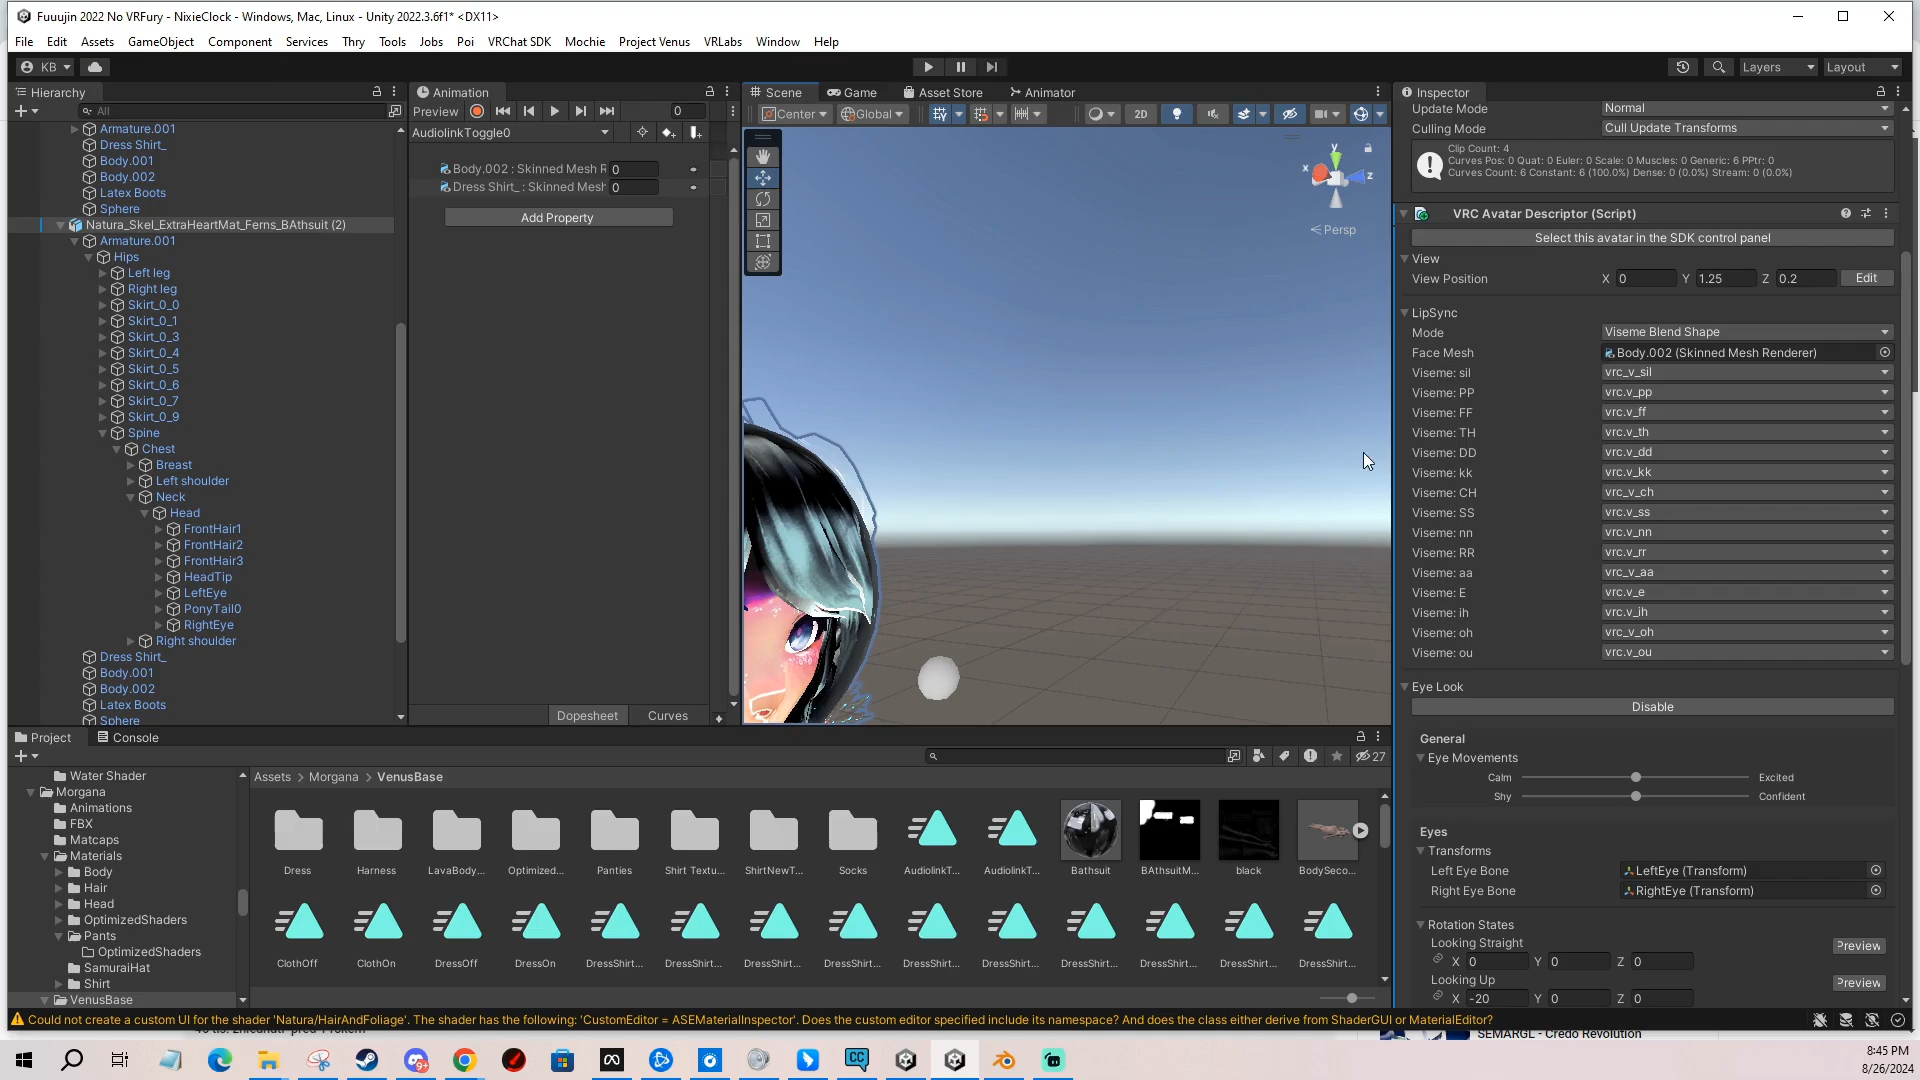 Fuuujin 2022 No VRFury - NixieClock - Windows, Mac, Linux - Unity 2022.3.6f1* <DX11>
File Edit Assets GameObject Component Services Thry Tools Jobs Poi VRChat SDK Mochie Project Venus VRLabs Window Help
KB Layers Layout
Hierarchy
All
Armature.001
Dress Shirt_
Body.001
Body.002
Latex Boots
Sphere
Natura_Skel_ExtraHeartMat_Ferns_BAthsuit (2)
Armature.001
Hips
Left leg
Right leg
Skirt_0_0
Skirt_0_1
Skirt_0_3
Skirt_0_4
Skirt_0_5
Skirt_0_6
Skirt_0_7
Skirt_0_9
Spine
Chest
Breast
Left shoulder
Neck
Head
FrontHair1
FrontHair2
FrontHair3
HeadTip
LeftEye
PonyTail0
RightEye
Right shoulder
Dress Shirt_
Body.001
Body.002
Latex Boots
Sphere
Animation
Preview 0
AudiolinkToggle0
Body.002 : Skinned Mesh R 0
Dress Shirt_ : Skinned Mesh 0
Add Property
Dopesheet Curves
Scene Game Asset Store Animator
Center Global 2D
y
x z
Persp
Inspector
Update Mode Normal
Culling Mode Cull Update Transforms
Clip Count: 4
Curves Pos: 0 Quat: 0 Euler: 0 Scale: 0 Muscles: 0 Generic: 6 PPtr: 0
Curves Count: 6 Constant: 6 (100.0%) Dense: 0 (0.0%) Stream: 0 (0.0%)
VRC Avatar Descriptor (Script)
Select this avatar in the SDK control panel
View
View Position X 0 Y 1.25 Z 0.2 Edit
LipSync
Mode Viseme Blend Shape
Face Mesh Body.002 (Skinned Mesh Renderer)
Viseme: sil vrc_v_sil
Viseme: PP vrc.v_pp
Viseme: FF vrc.v_ff
Viseme: TH vrc.v_th
Viseme: DD vrc.v_dd
Viseme: kk vrc.v_kk
Viseme: CH vrc_v_ch
Viseme: SS vrc_v_ss
Viseme: nn vrc_v_nn
Viseme: RR vrc_v_rr
Viseme: aa vrc_v_aa
Viseme: E vrc_v_e
Viseme: ih vrc_v_ih
Viseme: oh vrc_v_oh
Viseme: ou vrc.v_ou
Eye Look
Disable
General
Eye Movements
Calm Excited
Shy Confident
Eyes
Transforms
Left Eye Bone LeftEye (Transform)
Right Eye Bone RightEye (Transform)
Rotation States
Looking Straight Preview
X 0 Y 0 Z 0
Looking Up Preview
X -20 Y 0 Z 0
Project Console
27
Water Shader
Morgana
Animations
FBX
Matcaps
Materials
Body
Hair
Head
OptimizedShaders
Pants
OptimizedShaders
SamuraiHat
Shirt
VenusBase
Assets > Morgana > VenusBase
Dress Harness LavaBody... Optimized... Panties Shirt Textu... ShirtNewT... Socks AudiolinkT... AudiolinkT... Bathsuit BAthsuitM... black BodySeco...
ClothOff ClothOn DressOff DressOn DressShirt... DressShirt... DressShirt... DressShirt... DressShirt... DressShirt... DressShirt... DressShirt... DressShirt... DressShirt...
Could not create a custom UI for the shader 'Natura/HairAndFoliage'. The shader has the following: 'CustomEditor = ASEMaterialInspector'. Does the custom editor specified include its namespace? And does the class either derive from ShaderGUI or MaterialEditor?
SEMARGL - Credo Revolution
CC
8:45 PM
8/26/2024